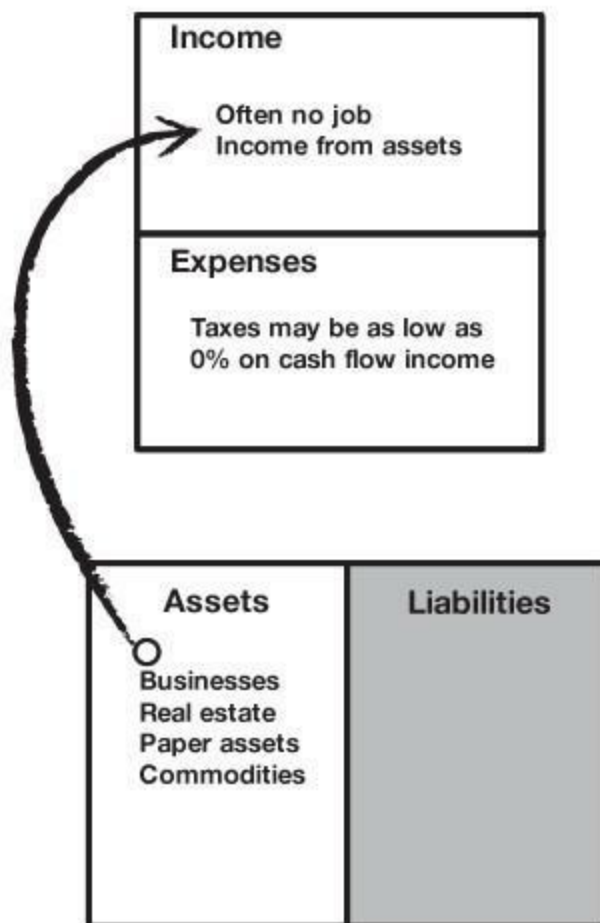 Income
Often no job
Income from assets
Expenses
Taxes may be as low as
0% on cash flow income
Assets
Liabilities
Businesses
Real estate
Paper assets
Commodities